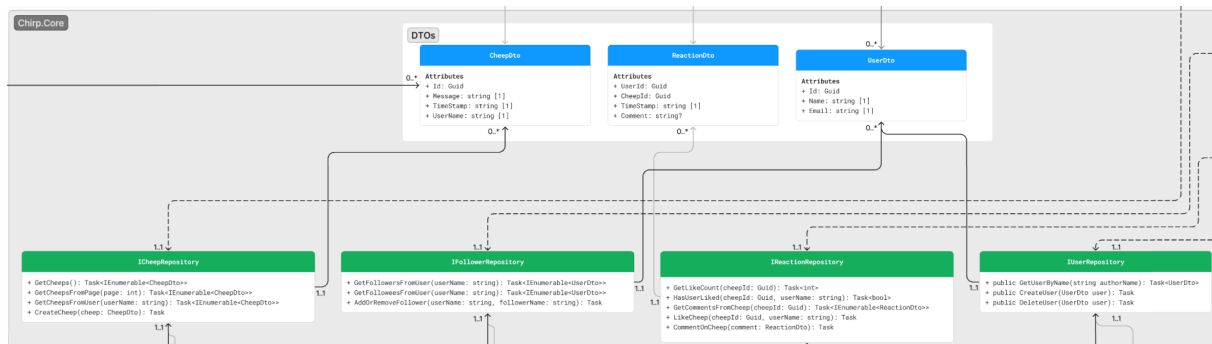 Chirp.Core
DTOs
0..*
CheepDto
Attributes
+ Id: Guid
+ Message: string [1]
+ TimeStamp: string [1]
+ UserName: string [1]
0..*
ReactionDto
Attributes
+ UserId: Guid
+ CheepId: Guid
+ TimeStamp: string [1]
+ Comment: string?
0..*
0..*
UserDto
Attributes
+ Id: Guid
+ Name: string [1]
+ Email: string [1]
0..*
1..1
ICheepRepository
+ GetCheeps(): Task<IEnumerable<CheepDto>>
+ GetCheepsFromPage(page: int): Task<IEnumerable<CheepDto>>
+ GetCheepsFromUser(userName: string): Task<IEnumerable<CheepDto>>
+ CreateCheep(cheep: CheepDto): Task
1..1
1..1
1..1
IFollowerRepository
+ GetFollowersFromUser(userName: string): Task<IEnumerable<UserDto>>
+ GetFolloweesFromUser(userName: string): Task<IEnumerable<UserDto>>
+ AddOrRemoveFollower(userName: string, followerName: string): Task
1..1
1..1
1..1
IReactionRepository
+ GetLikeCount(cheepId: Guid): Task<int>
+ HasUserLiked(cheepId: Guid, userName: string): Task<bool>
+ GetCommentsFromCheep(cheepId: Guid): Task<IEnumerable<ReactionDto>>
+ LikeCheep(cheepId: Guid, userName: string): Task
+ CommentOnCheep(comment: ReactionDto): Task
1..1
1..1
IUserRepository
+ public GetUserByName(string authorName): Task<UserDto>
+ public CreateUser(UserDto user): Task
+ public DeleteUser(UserDto user): Task
1..1
1..1